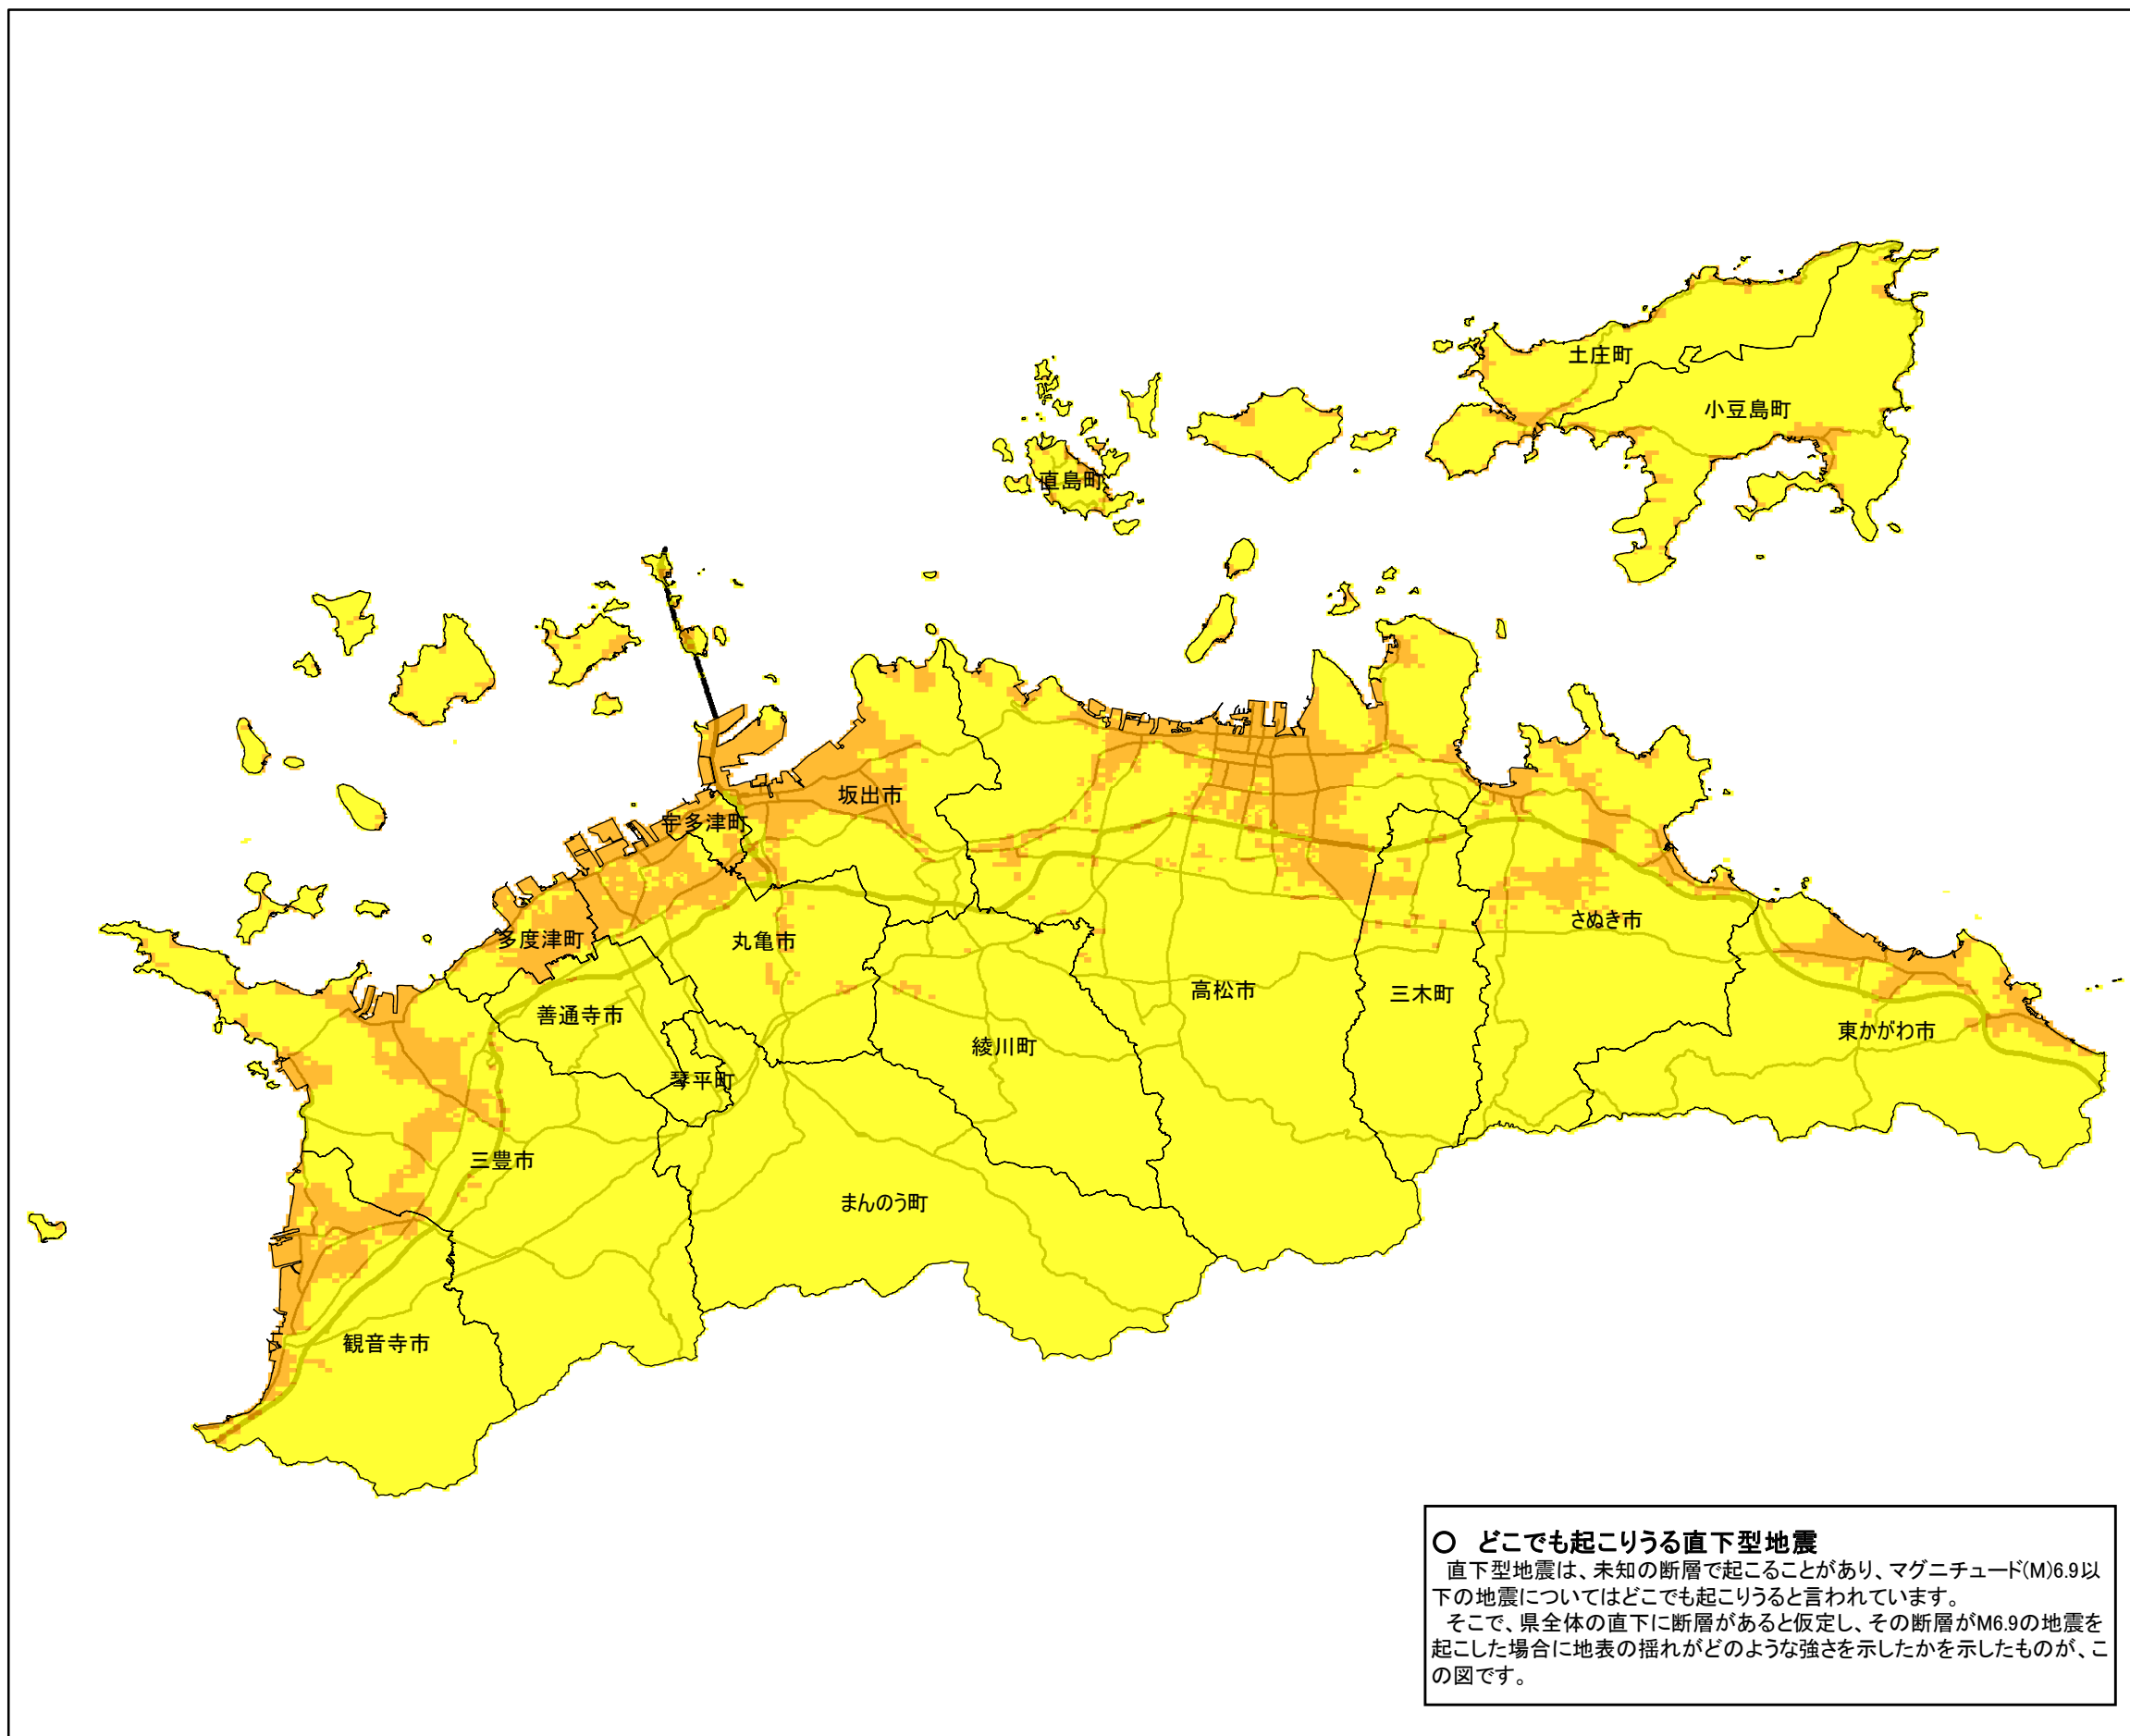 土庄町
小豆島町
直島町
坂出市
宇多津町
さぬき市
多度津町
丸亀市
高松市
三木町
善通寺市
東かがわ市
綾川町
琴平町
三豊市
まんのう町
観音寺市
○ どこでも起こりうる直下型地震
直下型地震は、未知の断層で起こることがあり、マグニチュード(M)6.9以
下の地震についてはどこでも起こりうると言われています。
そこで、県全体の直下に断層があると仮定し、その断層がM6.9の地震を
起こした場合に地表の揺れがどのような強さを示したかを示したものが、こ
の図です。